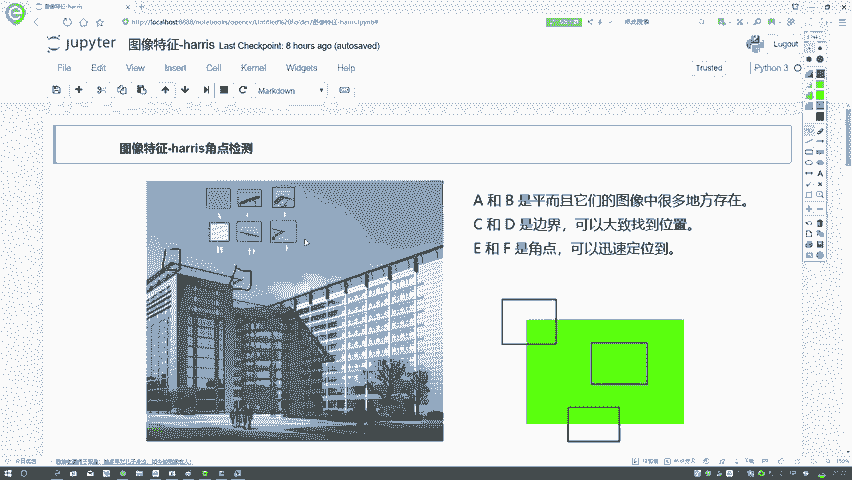 图像特征-harris
http://localhost:8888/notebooks/opencv/Untitled%20Folder/图像特征-harris.ipynb#
jupyter 图像特征-harris Last Checkpoint: 8 hours ago (autosaved)
Logout
File Edit View Insert Cell Kernel Widgets Help
Trusted
Python 3
Markdown
图像特征-harris角点检测
A 和 B 是平而且它们的图像中很多地方存在。
C 和 D 是边界，可以大致找到位置。
E 和 F 是角点，可以迅速定位到。